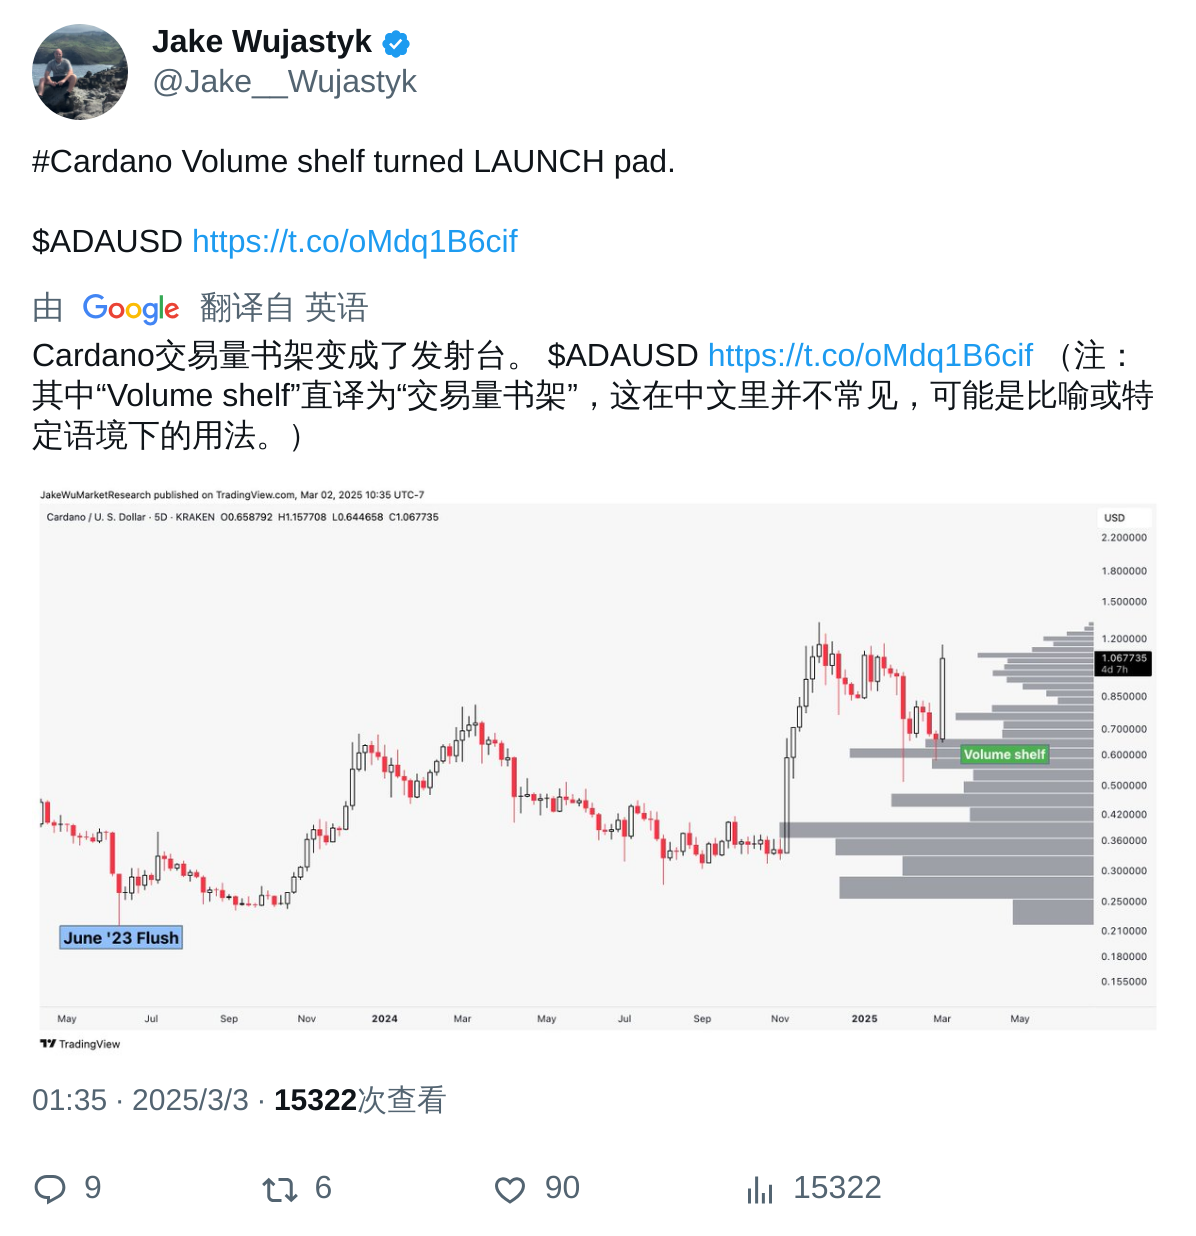 Jake Wujastyk
@Jake__Wujastyk
#Cardano Volume shelf turned LAUNCH pad.
$ADAUSD https://t.co/oMdq1B6cif
由 Google 翻译自 英语
Cardano交易量书架变成了发射台。 $ADAUSD https://t.co/oMdq1B6cif （注：
其中“Volume shelf”直译为“交易量书架”，这在中文里并不常见，可能是比喻或特
定语境下的用法。）
JakeWuMarketResearch published on TradingView.com, Mar 02, 2025 10:35 UTC-7
Cardano / U. S. Dollar · 5D · KRAKEN O0.658792 H1.157708 L0.644658 C1.067735
USD
2.200000
1.800000
1.500000
1.200000
1.067735
4d 7h
0.850000
0.700000
0.600000
Volume shelf
0.500000
0.420000
0.360000
0.300000
0.250000
0.210000
0.180000
0.155000
June '23 Flush
May Jul Sep Nov 2024 Mar May Jul Sep Nov 2025 Mar May
TradingView
01:35 · 2025/3/3 · 15322次查看
9 6 90 15322